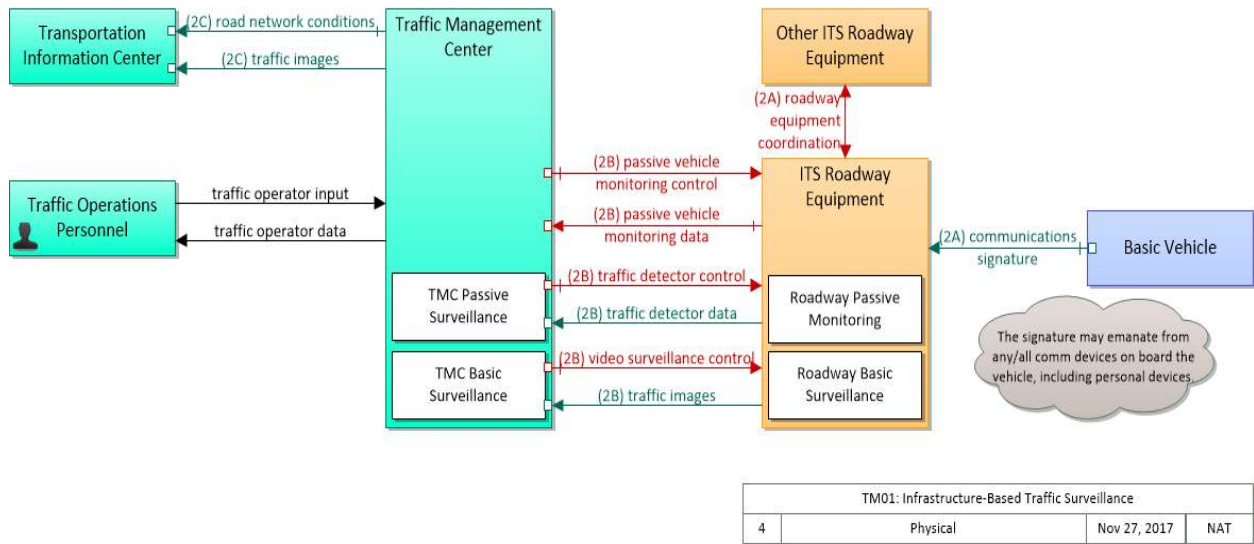 Transportation
Information Center
(2C) road network conditions
(2C) traffic images
Traffic Management
Center
Other ITS Roadway
Equipment
(2A) roadway
equipment
coordination
Traffic Operations
Personnel
traffic operator input
traffic operator data
(2B) passive vehicle
monitoring control
(2B) passive vehicle
monitoring data
ITS Roadway
Equipment
(2A) communications
signature
Basic Vehicle
TMC Passive
Surveillance
(2B) traffic detector control
(2B) traffic detector data
Roadway Passive
Monitoring
TMC Basic
Surveillance
(2B) video surveillance control
(2B) traffic images
Roadway Basic
Surveillance
The signature may emanate from
any/all comm devices on board the
vehicle, including personal devices.
TM01: Infrastructure-Based Traffic Surveillance
4 Physical Nov 27, 2017 NAT